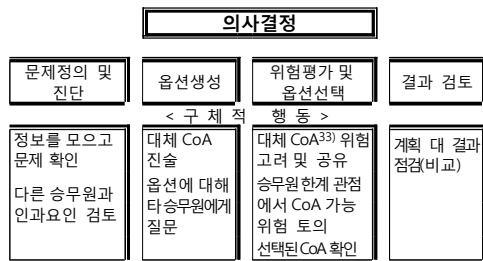 의사결정
문제정의 및
진단
옵션생성
위험평가 및
옵션선택
결과 검토
< 구 체 적 행 동 >
정보를 모으고
문제 확인
다른 승무원과
인과요인 검토
대체 CoA
진술
옵션에 대해
타승무원에게
질문
대체 CoA33) 위험
고려 및 공유
승무원한계 관점
에서 CoA 가능
위험 토의
선택된CoA 확인
계획 대 결과
점검(비교)